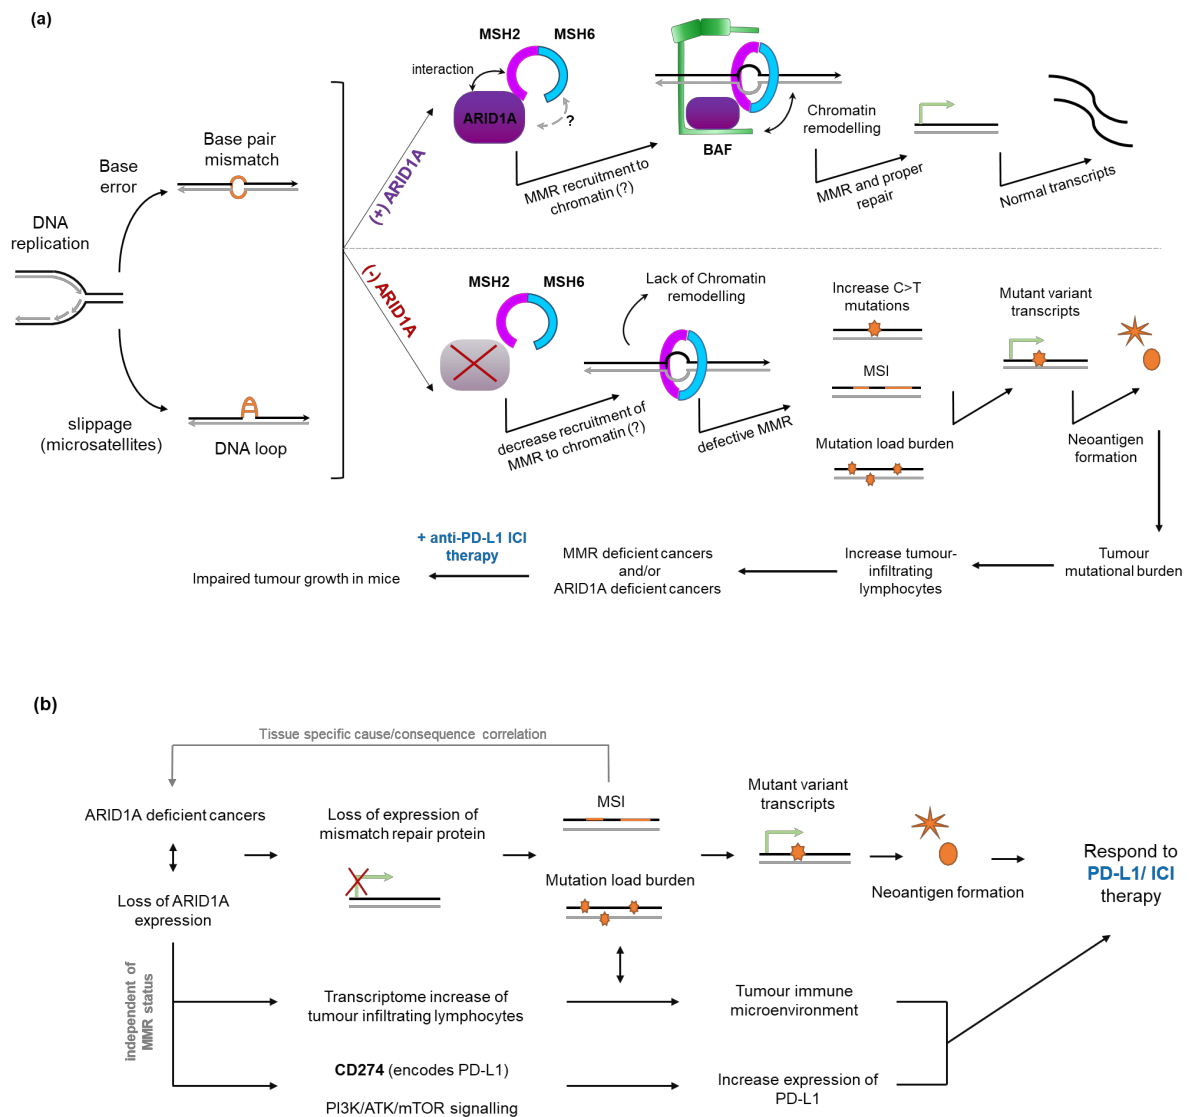 (a)
MSH2
MSH6
interaction
ARID1A
?
BAF
Chromatin
remodelling
MMR recruitment to
chromatin (?)
MMR and proper
repair
Normal transcripts
Base pair
mismatch
Base
error
DNA
replication
slippage
(microsatellites)
DNA loop
(+) ARID1A
(-) ARID1A
MSH2
MSH6
Lack of Chromatin
remodelling
decrease recruitment of
MMR to chromatin (?)
defective MMR
Increase C>T
mutations
MSI
Mutation load burden
Mutant variant
transcripts
Neoantigen
formation
Tumour
mutational burden
Increase tumour-
infiltrating
lymphocytes
MMR deficient cancers
and/or
ARID1A deficient cancers
+ anti-PD-L1 ICI
therapy
Impaired tumour growth in mice
(b)
Tissue specific cause/consequence correlation
ARID1A deficient cancers
Loss of ARID1A
expression
Loss of expression of
mismatch repair protein
MSI
Mutation load burden
Mutant variant
transcripts
Neoantigen formation
Respond to
PD-L1/ ICI
therapy
independent of
MMR status
Transcriptome increase of
tumour infiltrating lymphocytes
Tumour immune
microenvironment
CD274 (encodes PD-L1)
PI3K/ATK/mTOR signalling
Increase expression of
PD-L1